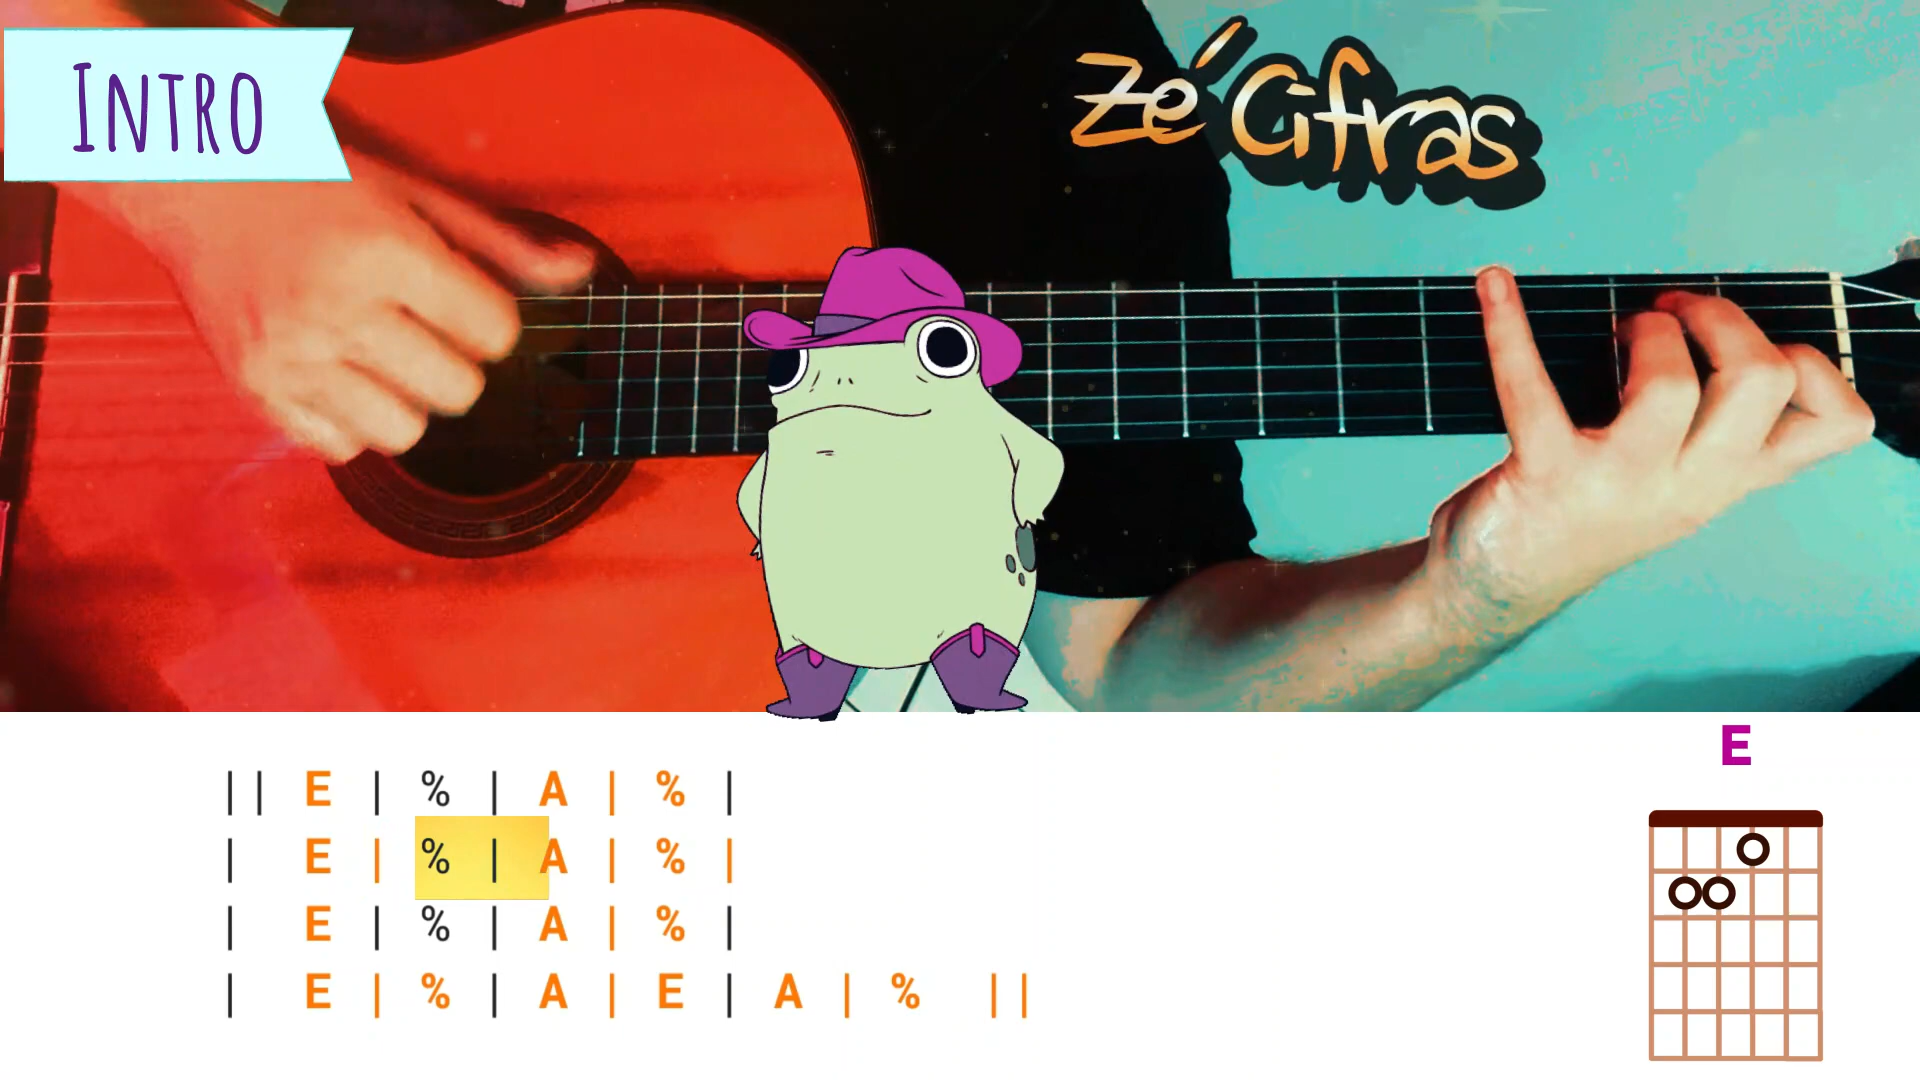 Intro
Zé Cifras
E
|| E | % | A | % |
| E | % | A | % |
| E | % | A | % |
| E | % | A | E | A | % ||